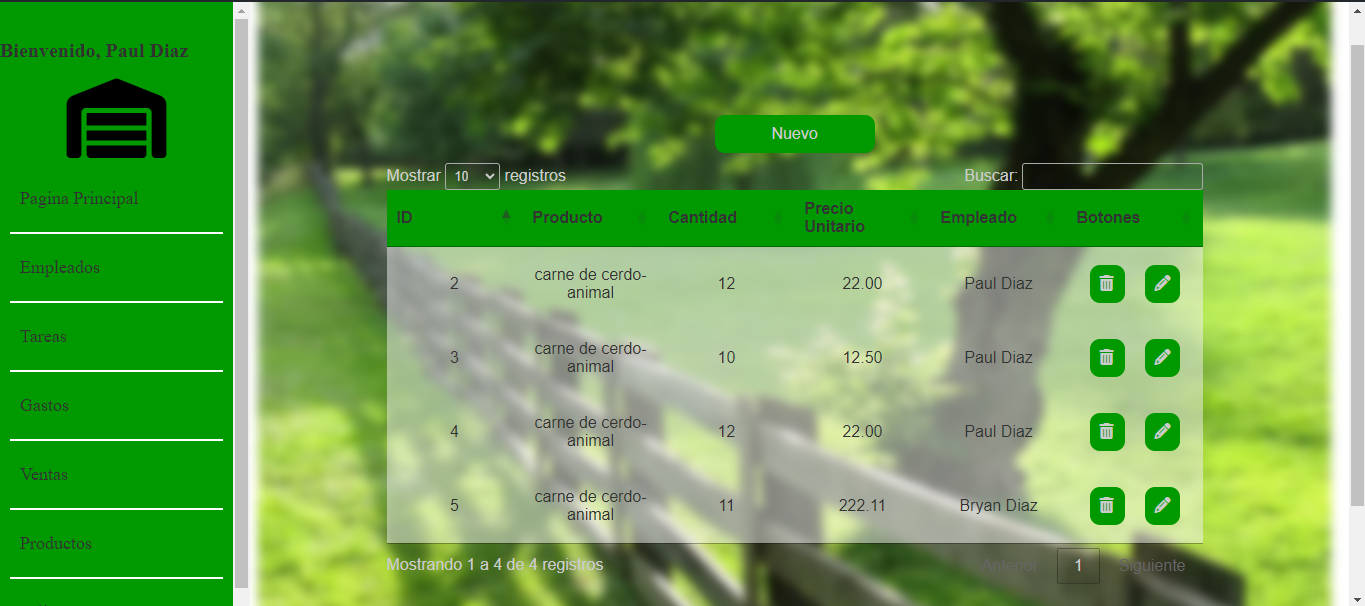 Bienvenido, Paul Diaz
Pagina Principal
Empleados
Tareas
Gastos
Ventas
Productos
Nuevo
Mostrar 10 registros
Buscar:
ID Producto Cantidad Precio Unitario Empleado Botones
2 carne de cerdo-animal 12 22.00 Paul Diaz
3 carne de cerdo-animal 10 12.50 Paul Diaz
4 carne de cerdo-animal 12 22.00 Paul Diaz
5 carne de cerdo-animal 11 222.11 Bryan Diaz
Mostrando 1 a 4 de 4 registros
Anterior 1 Siguiente